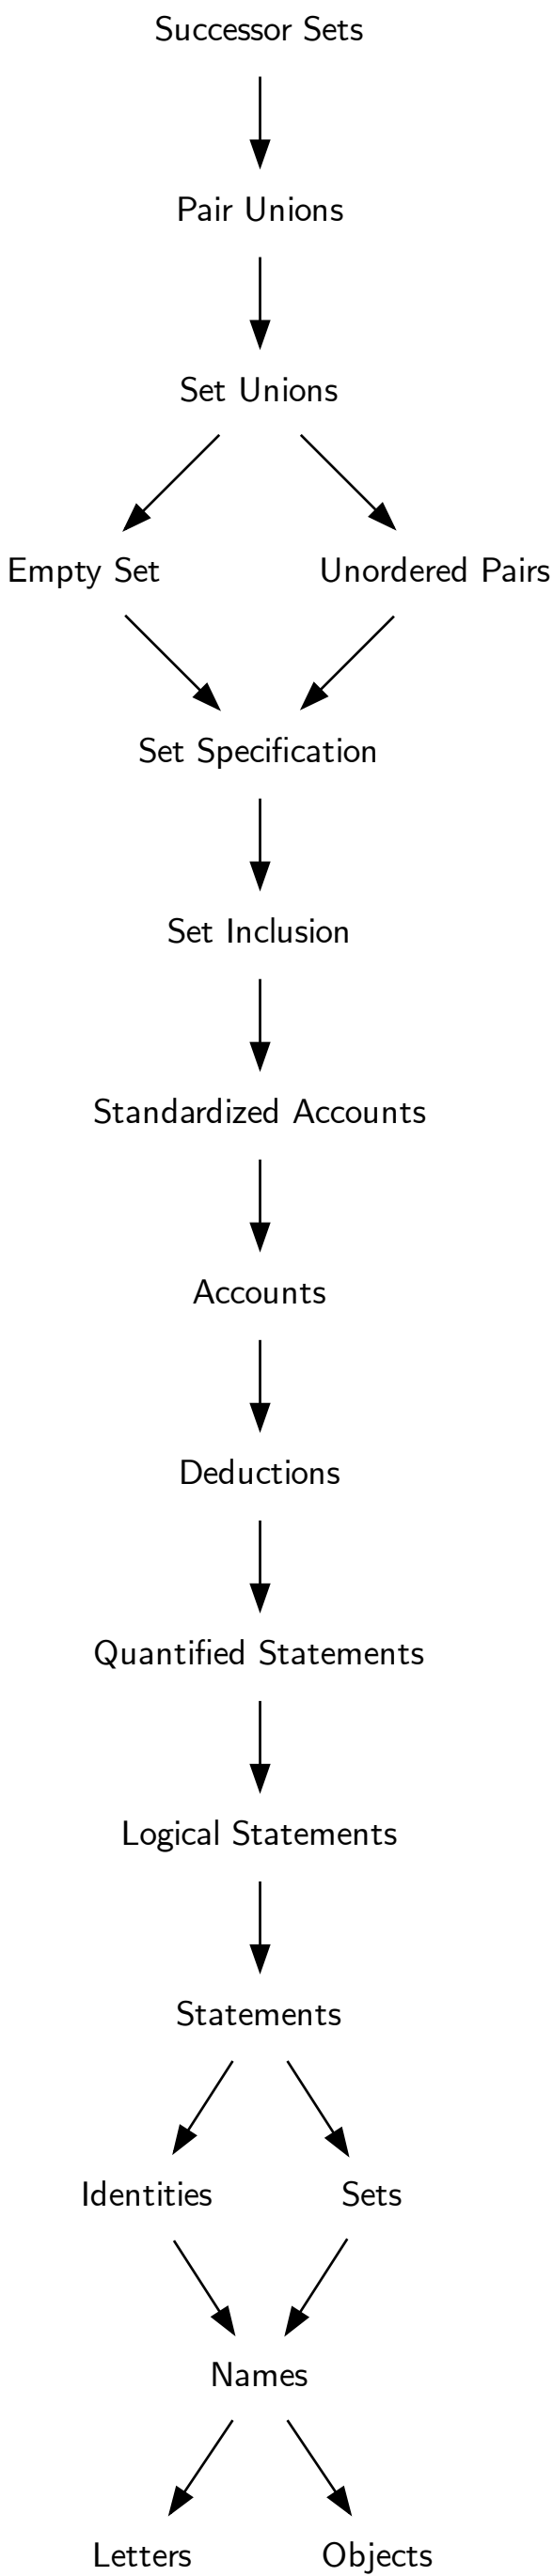 Successor Sets
Pair Unions
Set Unions
Empty Set
Unordered Pairs
Set Specification
Set Inclusion
Standardized Accounts
Accounts
Deductions
Quantified Statements
Logical Statements
Statements
Identities
Sets
Names
Letters
Objects